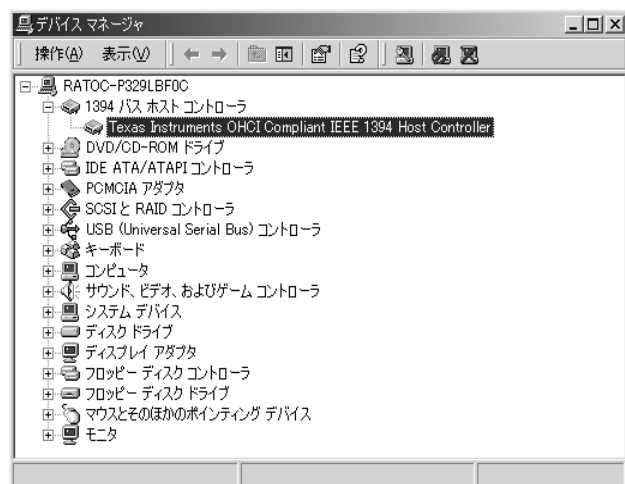 デバイス マネージャ
操作(A) 表示(V)
RATOC-P329LBF0C
1394 バス ホスト コントローラ
Texas Instruments OHCI Compliant IEEE 1394 Host Controller
DVD/CD-ROM ドライブ
IDE ATA/ATAPI コントローラ
PCMCIA アダプタ
SCSI と RAID コントローラ
USB (Universal Serial Bus) コントローラ
キーボード
コンピュータ
サウンド、ビデオ、およびゲーム コントローラ
システム デバイス
ディスク ドライブ
ディスプレイ アダプタ
フロッピー ディスク コントローラ
フロッピー ディスク ドライブ
マウスとそのほかのポインティング デバイス
モニタ